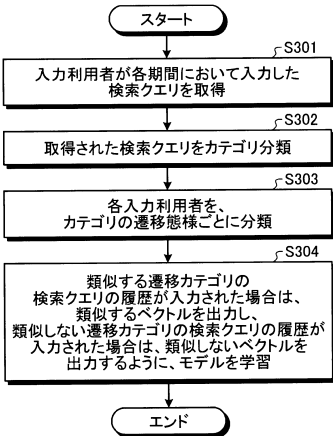 スタート
S301
入力利用者が各期間において入力した
検索クエリを取得
S302
取得された検索クエリをカテゴリ分類
S303
各入力利用者を、
カテゴリの遷移態様ごとに分類
S304
類似する遷移カテゴリの
検索クエリの履歴が入力された場合は、
類似するベクトルを出力し、
類似しない遷移カテゴリの検索クエリの履歴が
入力された場合は、類似しないベクトルを
出力するように、モデルを学習
エンド